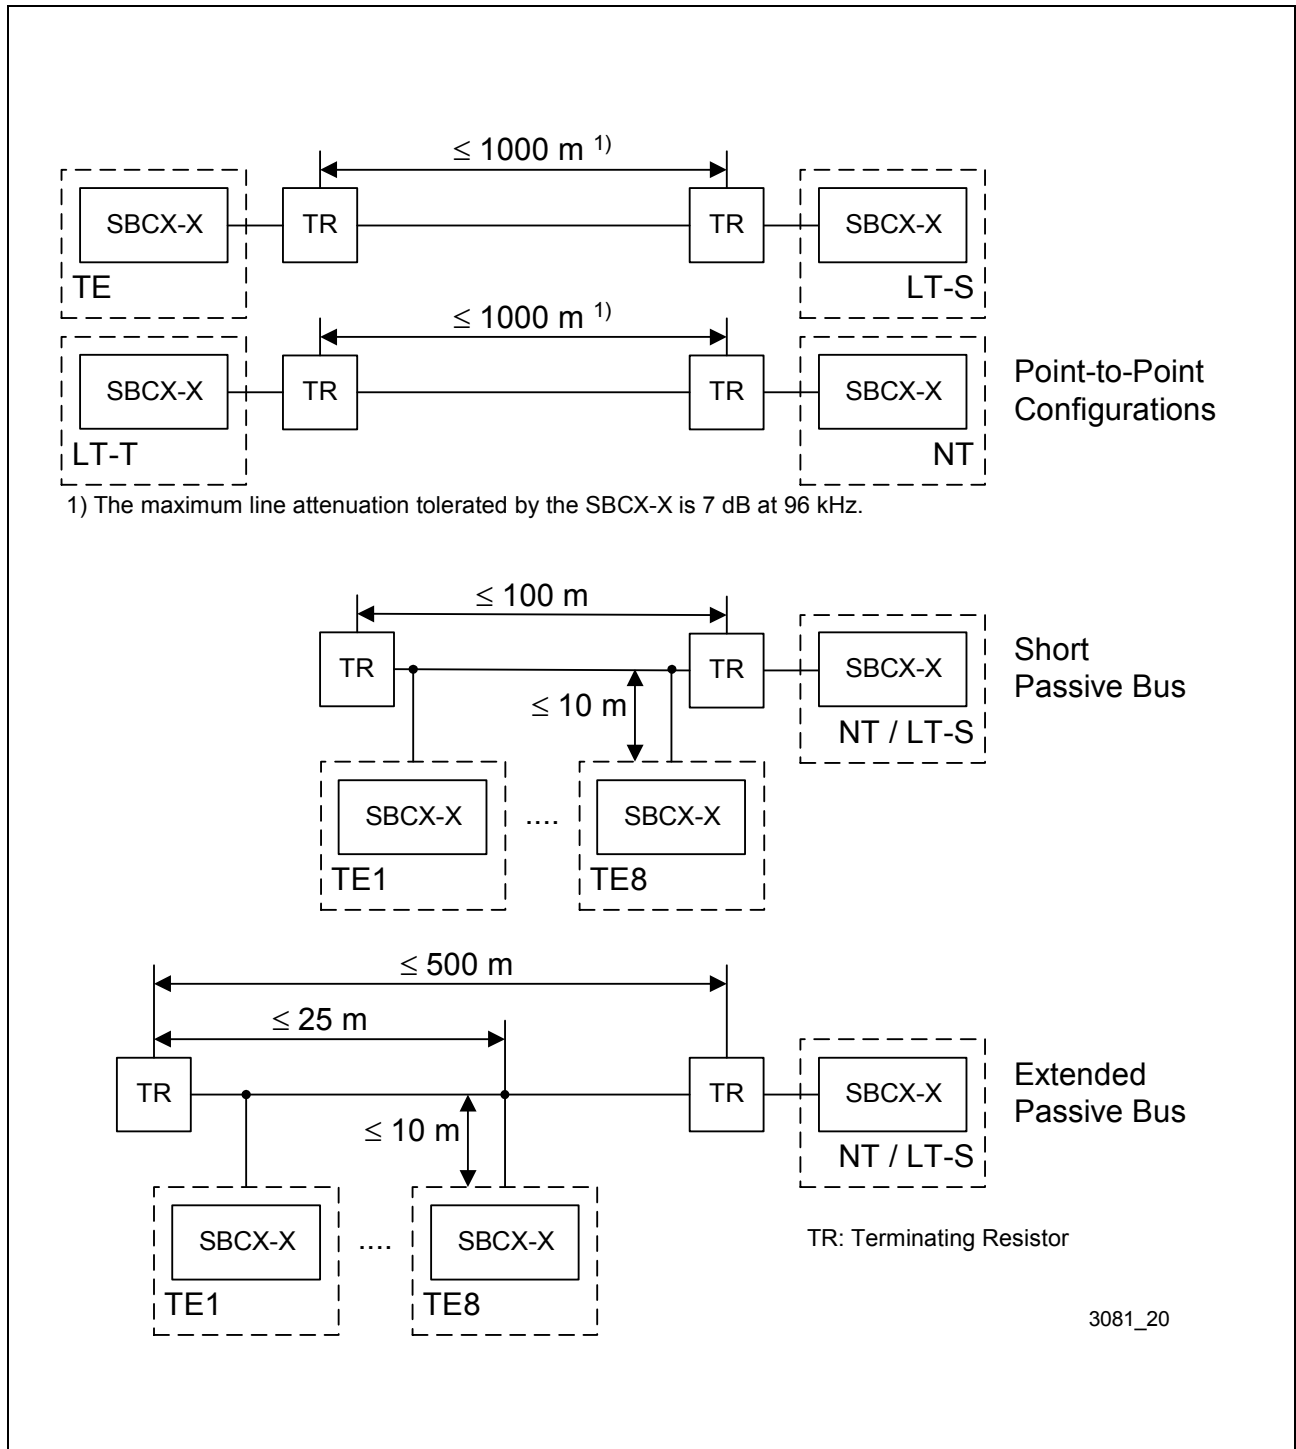 ≤ 1000 m 1)
SBCX-X TR TR SBCX-X
TE LT-S
≤ 1000 m 1)
SBCX-X TR TR SBCX-X
LT-T NT
Point-to-Point
Configurations
1) The maximum line attenuation tolerated by the SBCX-X is 7 dB at 96 kHz.
≤ 100 m
TR TR SBCX-X
≤ 10 m
NT / LT-S
Short
Passive Bus
SBCX-X .... SBCX-X
TE1 TE8
≤ 500 m
≤ 25 m
TR TR SBCX-X
≤ 10 m
NT / LT-S
Extended
Passive Bus
SBCX-X .... SBCX-X
TE1 TE8
TR: Terminating Resistor
3081_20